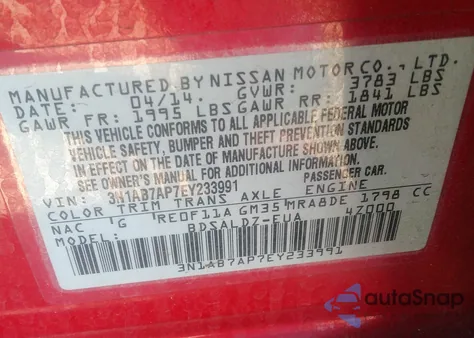 MANUFACTURED BY NISSAN MOTOR CO., LTD.
DATE: 04/14. GVWR: 3783 LBS
GAWR FR: 1995 LBS GAWR RR: 1841 LBS
THIS VEHICLE CONFORMS TO ALL APPLICABLE FEDERAL MOTOR
VEHICLE SAFETY, BUMPER AND THEFT PREVENTION STANDARDS
IN EFFECT ON THE DATE OF MANUFACTURE SHOWN ABOVE.
SEE OWNER'S MANUAL FOR ADDITIONAL INFORMATION.
VIN: 3N1AB7AP7EY233991 PASSENGER CAR.
COLOR TRIM TRANS AXLE ENGINE
NAC G RE0F11A GM35 MRA8DE 1798 CC
MODEL: BDSALDZ-EUA 47000
3N1AB7AP7EY233991
autoSnap